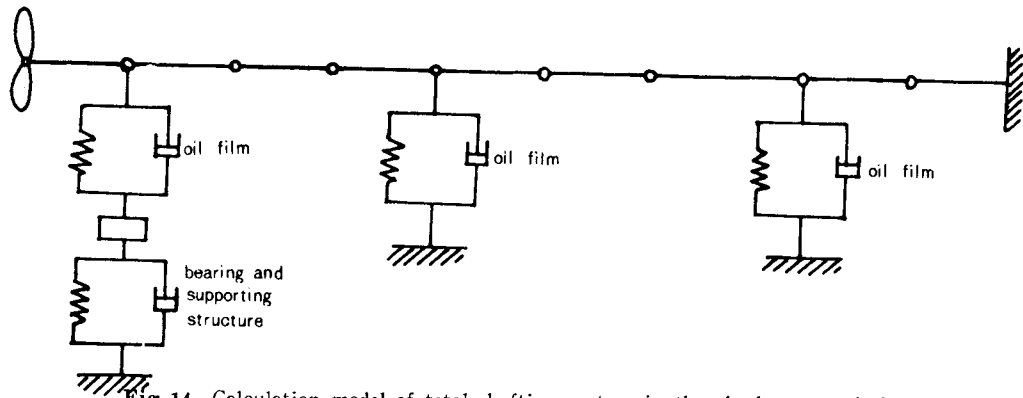 oil film
oil film
oil film
bearing and
supporting
structure
Fig. 14 Calculation model of total shafting system in the